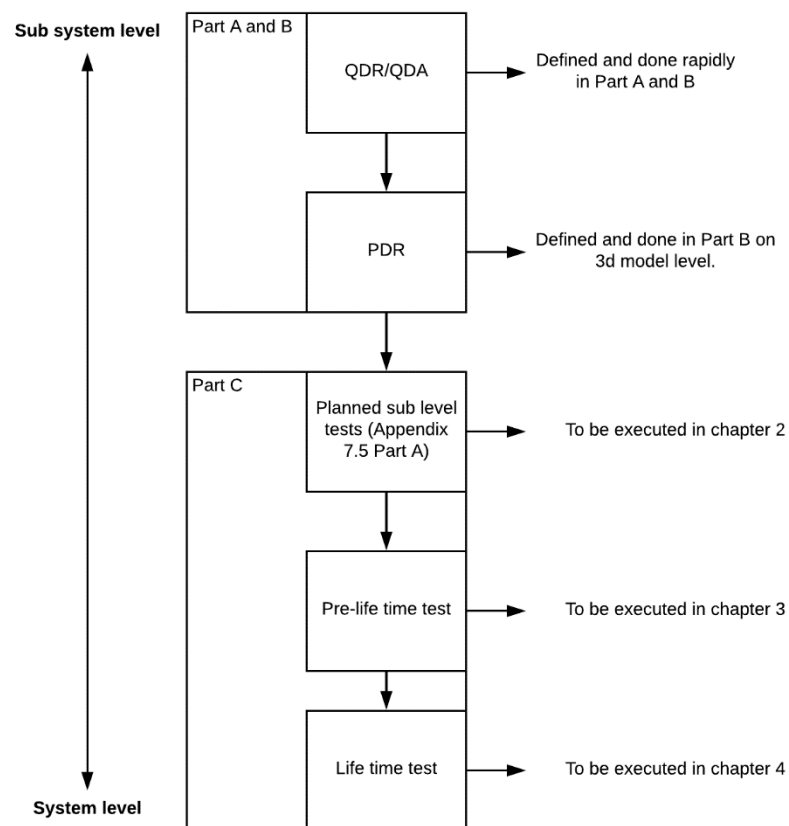 Sub system level
Part A and B
QDR/QDA
Defined and done rapidly
in Part A and B
PDR
Defined and done in Part B on
3d model level.
Part C
Planned sub level
tests (Appendix
7.5 Part A)
To be executed in chapter 2
Pre-life time test
To be executed in chapter 3
Life time test
To be executed in chapter 4
System level